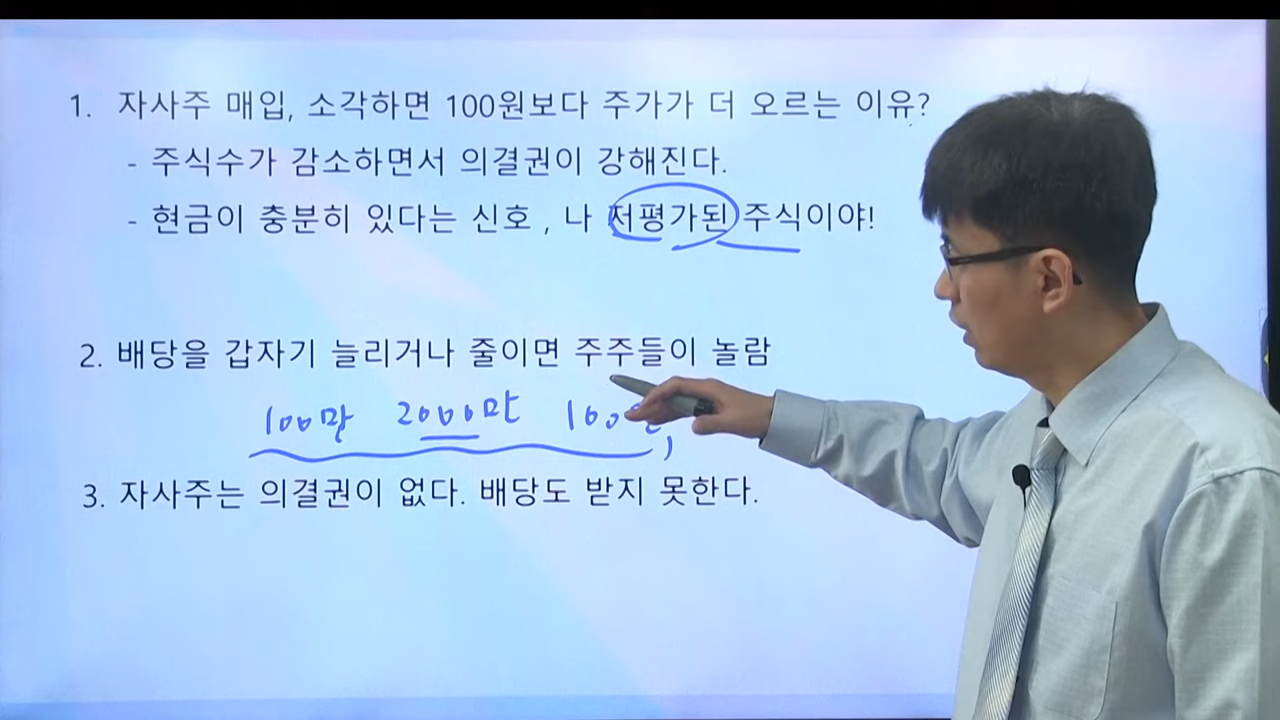 1. 자사주 매입, 소각하면 100원보다 주가가 더 오르는 이유?
- 주식수가 감소하면서 의결권이 강해진다.
- 현금이 충분히 있다는 신호, 나 저평가된 주식이야!
2. 배당을 갑자기 늘리거나 줄이면 주주들이 놀람
100만 2000만
3. 자사주는 의결권이 없다. 배당도 받지 못한다.